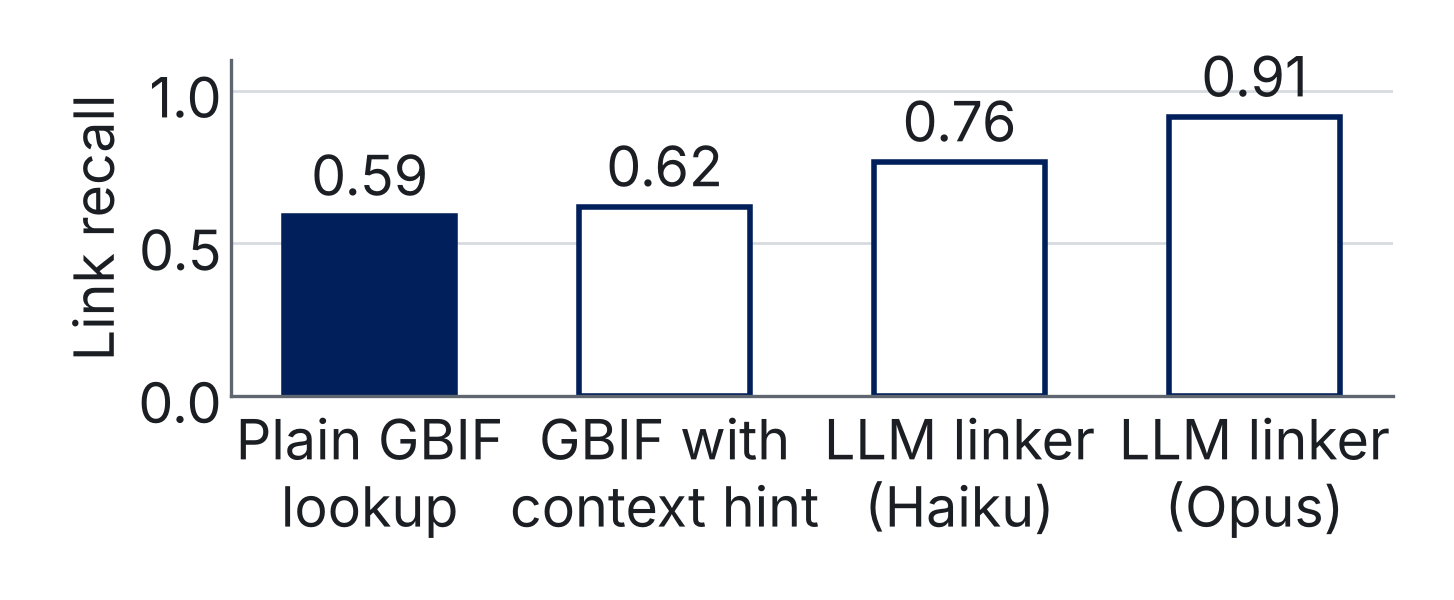 Link recall
1.0
0.5
0.0
0.59
0.62
0.76
0.91
Plain GBIF
lookup
GBIF with
context hint
LLM linker
(Haiku)
LLM linker
(Opus)